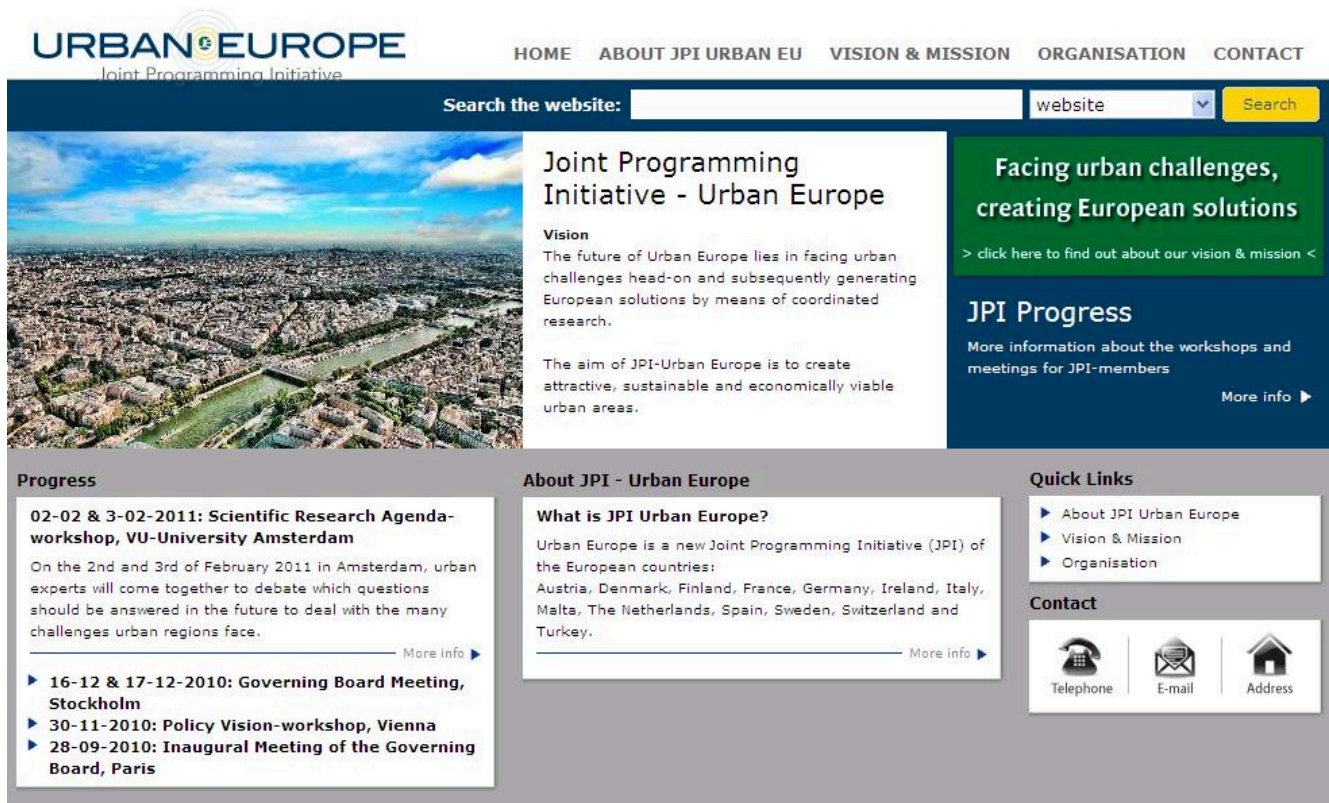 URBAN EUROPE
Joint Programming Initiative
HOME ABOUT JPI URBAN EU VISION & MISSION ORGANISATION CONTACT
Search the website: website Search
Joint Programming
Initiative - Urban Europe
Vision
The future of Urban Europe lies in facing urban
challenges head-on and subsequently generating
European solutions by means of coordinated
research.
The aim of JPI-Urban Europe is to create
attractive, sustainable and economically viable
urban areas.
Facing urban challenges,
creating European solutions
> click here to find out about our vision & mission <
JPI Progress
More information about the workshops and
meetings for JPI-members
More info
Progress
02-02 & 3-02-2011: Scientific Research Agenda-
workshop, VU-University Amsterdam
On the 2nd and 3rd of February 2011 in Amsterdam, urban
experts will come together to debate which questions
should be answered in the future to deal with the many
challenges urban regions face.
More info
16-12 & 17-12-2010: Governing Board Meeting,
Stockholm
30-11-2010: Policy Vision-workshop, Vienna
28-09-2010: Inaugural Meeting of the Governing
Board, Paris
About JPI - Urban Europe
What is JPI Urban Europe?
Urban Europe is a new Joint Programming Initiative (JPI) of
the European countries:
Austria, Denmark, Finland, France, Germany, Ireland, Italy,
Malta, The Netherlands, Spain, Sweden, Switzerland and
Turkey.
More info
Quick Links
About JPI Urban Europe
Vision & Mission
Organisation
Contact
Telephone E-mail Address